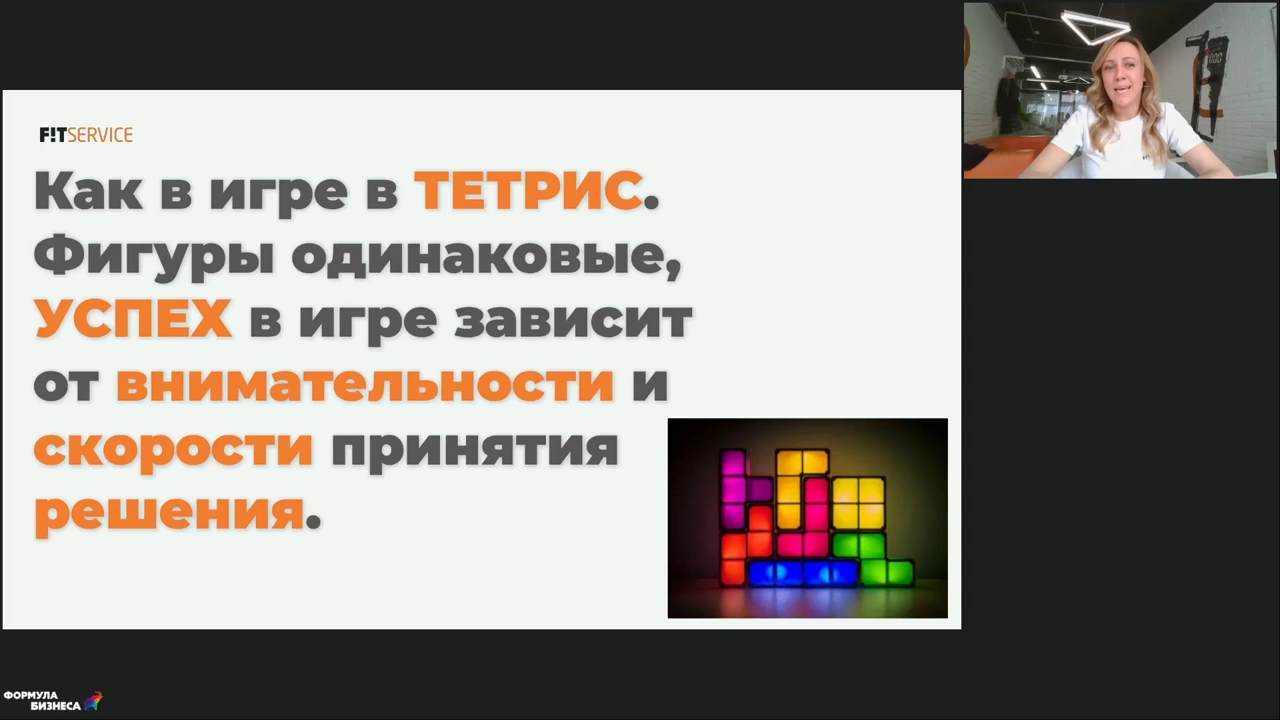 F!TSERVICE
Как в игре в ТЕТРИС.
Фигуры одинаковые,
УСПЕХ в игре зависит
от внимательности и
скорости принятия
решения.
ФОРМУЛА
БИЗНЕСА